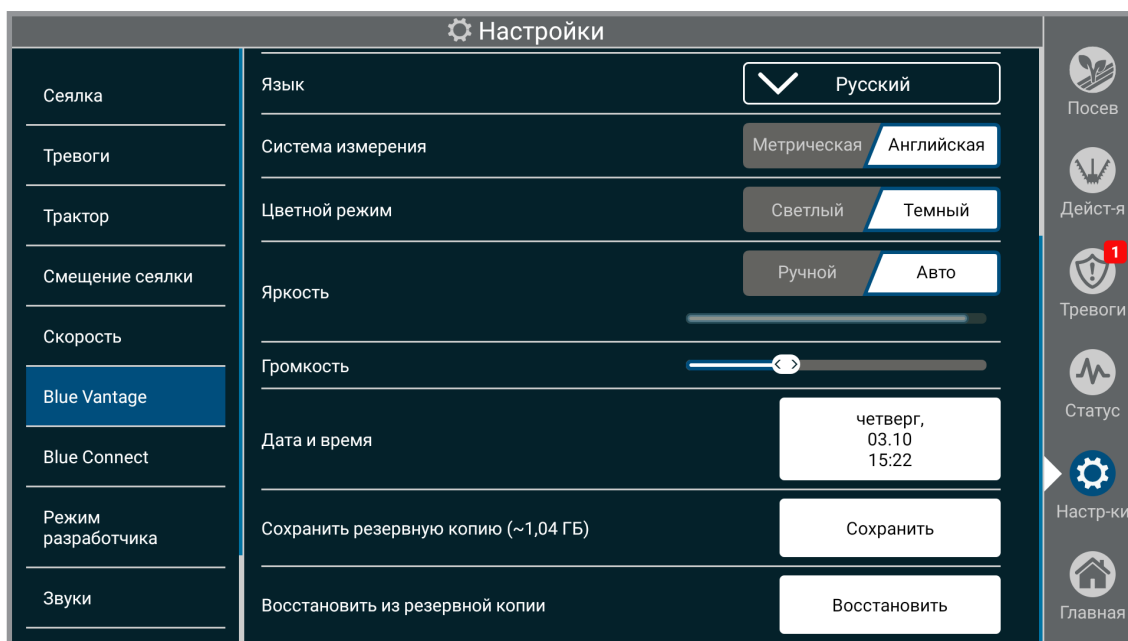 Настройки
Сеялка
Тревоги
Трактор
Смещение сеялки
Скорость
Blue Vantage
Blue Connect
Режим
разработчика
Звуки
Язык
Русский
Система измерения
Метрическая
Английская
Цветной режим
Светлый
Темный
Яркость
Ручной
Авто
Громкость
Дата и время
четверг,
03.10
15:22
Сохранить резервную копию (~1,04 ГБ)
Сохранить
Восстановить из резервной копии
Восстановить
Посев
Дейст-я
1
Тревоги
Статус
Настр-ки
Главная